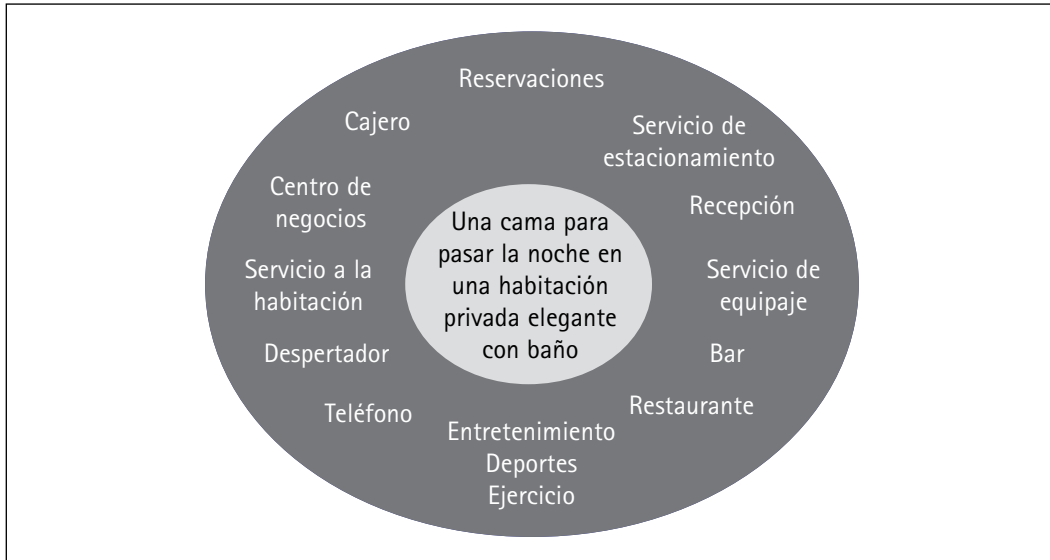 Reservaciones
Cajero
Servicio de
estacionamiento
Centro de
negocios
Recepción
Una cama para
pasar la noche en
una habitación
privada elegante
con baño
Servicio a la
habitación
Servicio de
equipaje
Despertador
Bar
Teléfono
Restaurante
Entretenimiento
Deportes
Ejercicio